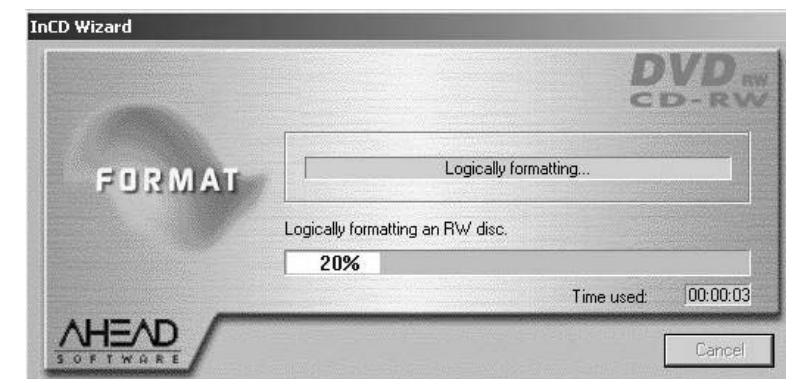 InCD Wizard
DVD RW
CD-RW
FORMAT
Logically formatting...
Logically formatting an RW disc.
20%
Time used: 00:00:03
AHEAD
SOFTWARE
Cancel